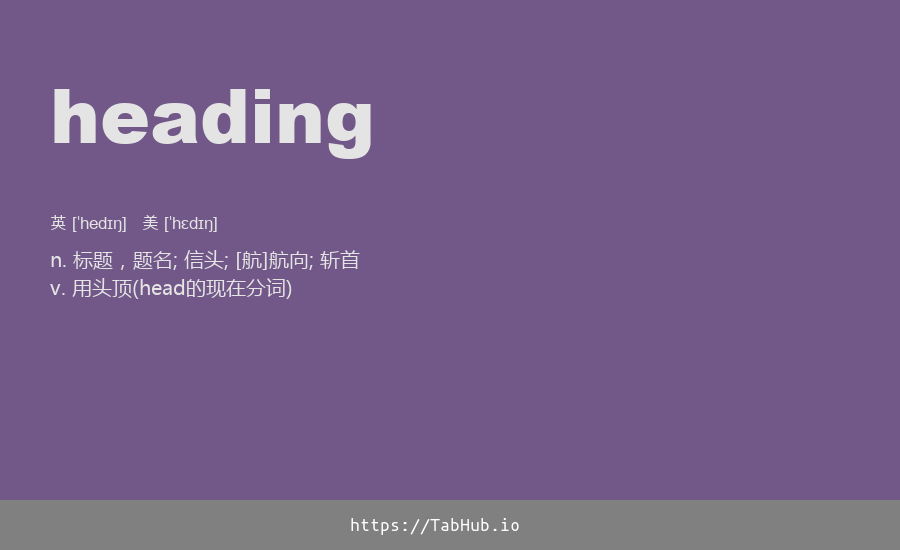 heading
英 [ˈhedɪŋ] 美 [ˈhɛdɪŋ]
n. 标题，题名; 信头; [航]航向; 斩首
v. 用头顶(head的现在分词)
https://TabHub.io